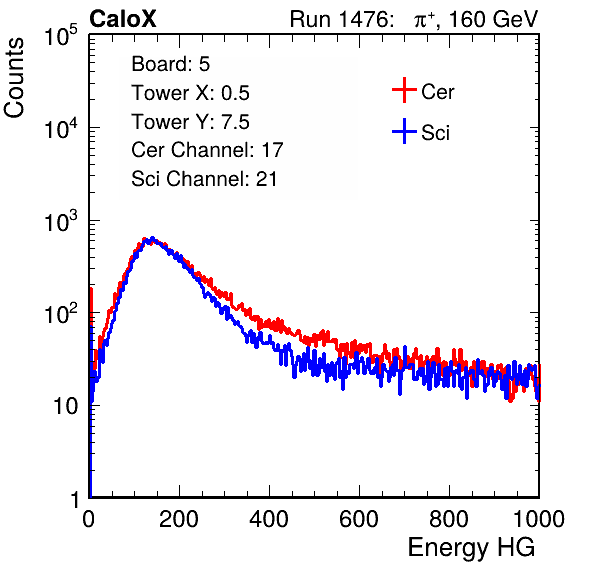 CaloX Run 1476: π⁺, 160 GeV
Counts
10⁵
10⁴
10³
10²
10
1
Board: 5
Tower X: 0.5
Tower Y: 7.5
Cer Channel: 17
Sci Channel: 21
Cer
Sci
0 200 400 600 800 1000
Energy HG